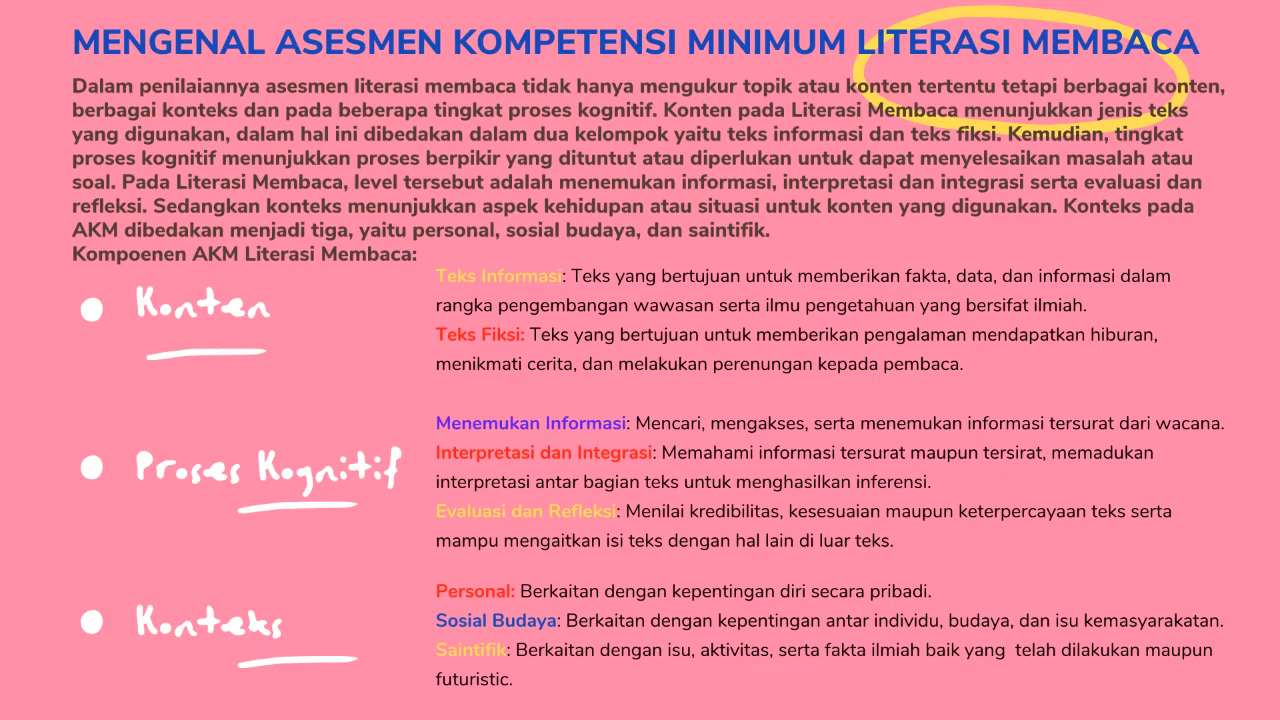 MENGENAL ASESMEN KOMPETENSI MINIMUM LITERASI MEMBACA
Dalam penilaiannya asesmen literasi membaca tidak hanya mengukur topik atau konten tertentu tetapi berbagai konten,
berbagai konteks dan pada beberapa tingkat proses kognitif. Konten pada Literasi Membaca menunjukkan jenis teks
yang digunakan, dalam hal ini dibedakan dalam dua kelompok yaitu teks informasi dan teks fiksi. Kemudian, tingkat
proses kognitif menunjukkan proses berpikir yang dituntut atau diperlukan untuk dapat menyelesaikan masalah atau
soal. Pada Literasi Membaca, level tersebut adalah menemukan informasi, interpretasi dan integrasi serta evaluasi dan
refleksi. Sedangkan konteks menunjukkan aspek kehidupan atau situasi untuk konten yang digunakan. Konteks pada
AKM dibedakan menjadi tiga, yaitu personal, sosial budaya, dan saintifik.
Kompoenen AKM Literasi Membaca:
Konten
Teks Informasi: Teks yang bertujuan untuk memberikan fakta, data, dan informasi dalam
rangka pengembangan wawasan serta ilmu pengetahuan yang bersifat ilmiah.
Teks Fiksi: Teks yang bertujuan untuk memberikan pengalaman mendapatkan hiburan,
menikmati cerita, dan melakukan perenungan kepada pembaca.
Proses Kognitif
Menemukan Informasi: Mencari, mengakses, serta menemukan informasi tersurat dari wacana.
Interpretasi dan Integrasi: Memahami informasi tersurat maupun tersirat, memadukan
interpretasi antar bagian teks untuk menghasilkan inferensi.
Evaluasi dan Refleksi: Menilai kredibilitas, kesesuaian maupun keterpercayaan teks serta
mampu mengaitkan isi teks dengan hal lain di luar teks.
Konteks
Personal: Berkaitan dengan kepentingan diri secara pribadi.
Sosial Budaya: Berkaitan dengan kepentingan antar individu, budaya, dan isu kemasyarakatan.
Saintifik: Berkaitan dengan isu, aktivitas, serta fakta ilmiah baik yang  telah dilakukan maupun
futuristic.